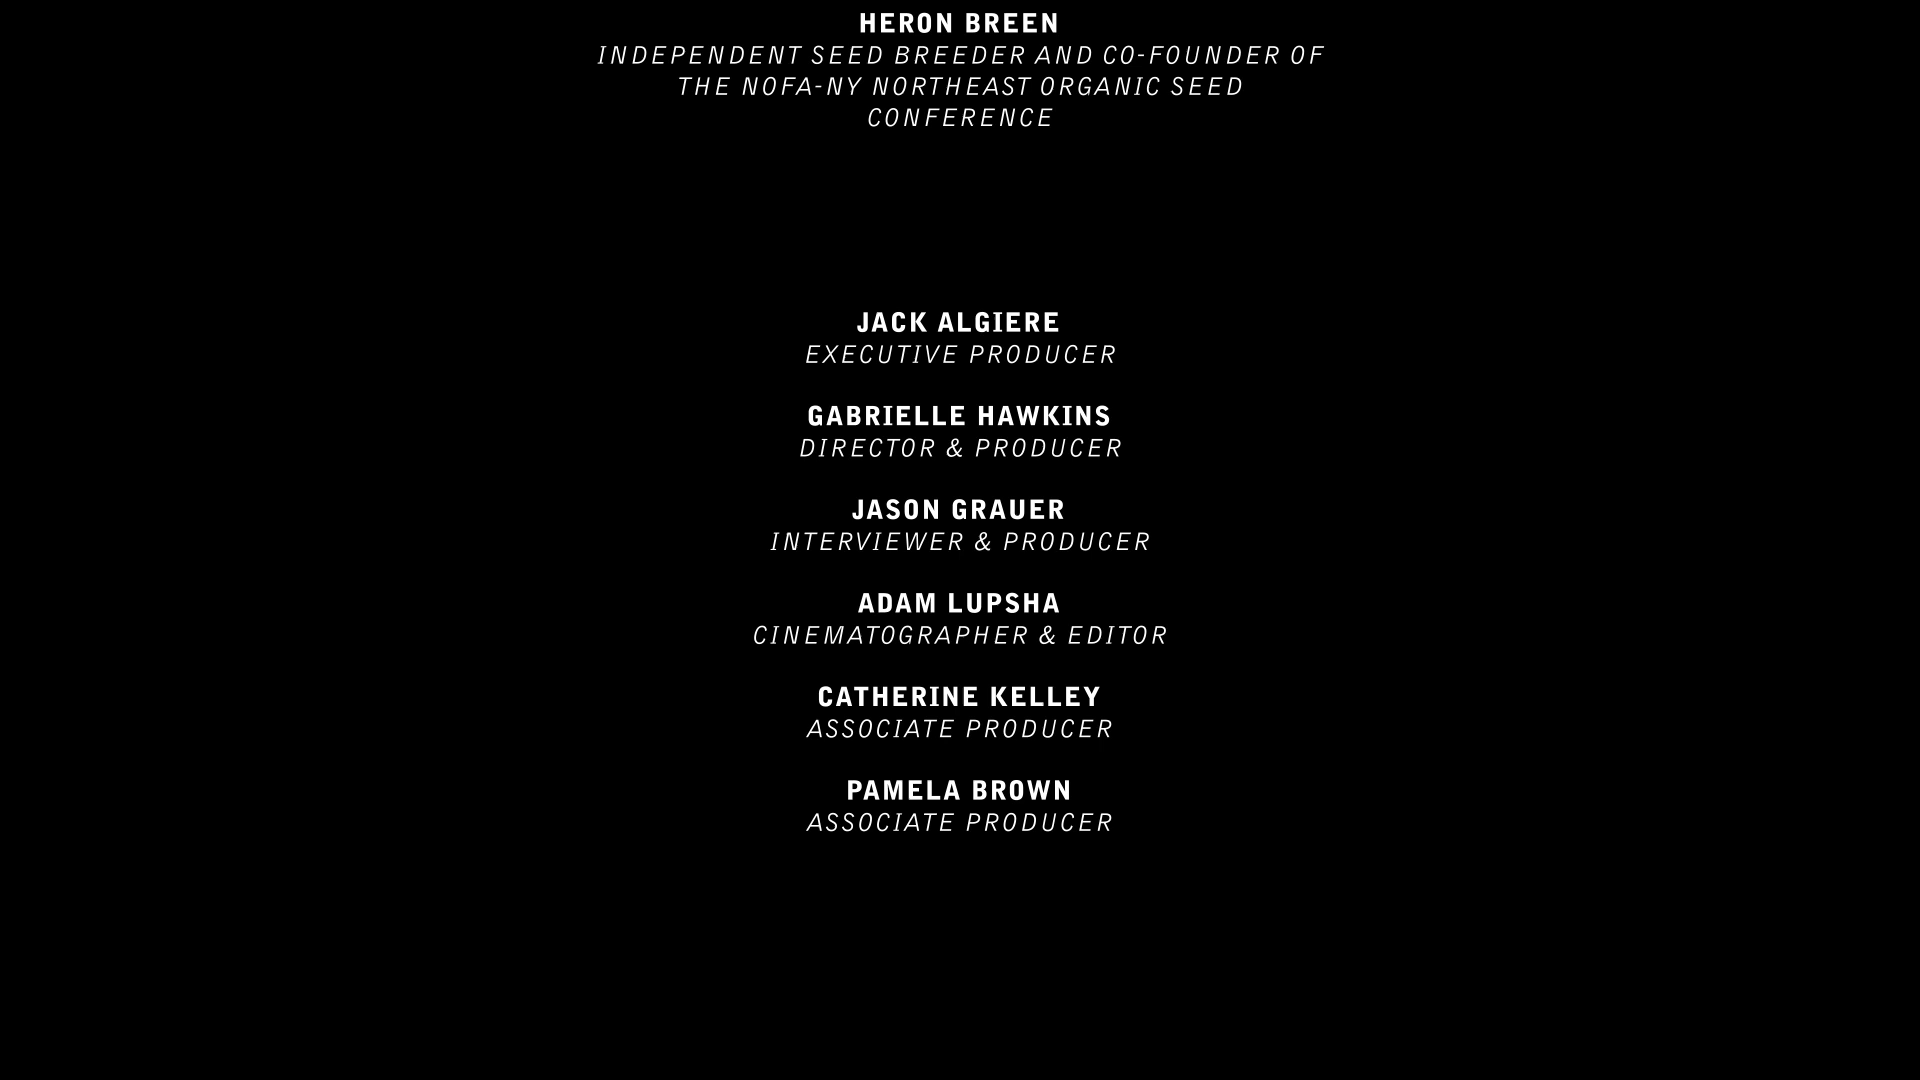 HERON BREEN
INDEPENDENT SEED BREEDER AND CO-FOUNDER OF
THE NOFA-NY NORTHEAST ORGANIC SEED
CONFERENCE
JACK ALGIERE
EXECUTIVE PRODUCER
GABRIELLE HAWKINS
DIRECTOR & PRODUCER
JASON GRAUER
INTERVIEWER & PRODUCER
ADAM LUPSHA
CINEMATOGRAPHER & EDITOR
CATHERINE KELLEY
ASSOCIATE PRODUCER
PAMELA BROWN
ASSOCIATE PRODUCER